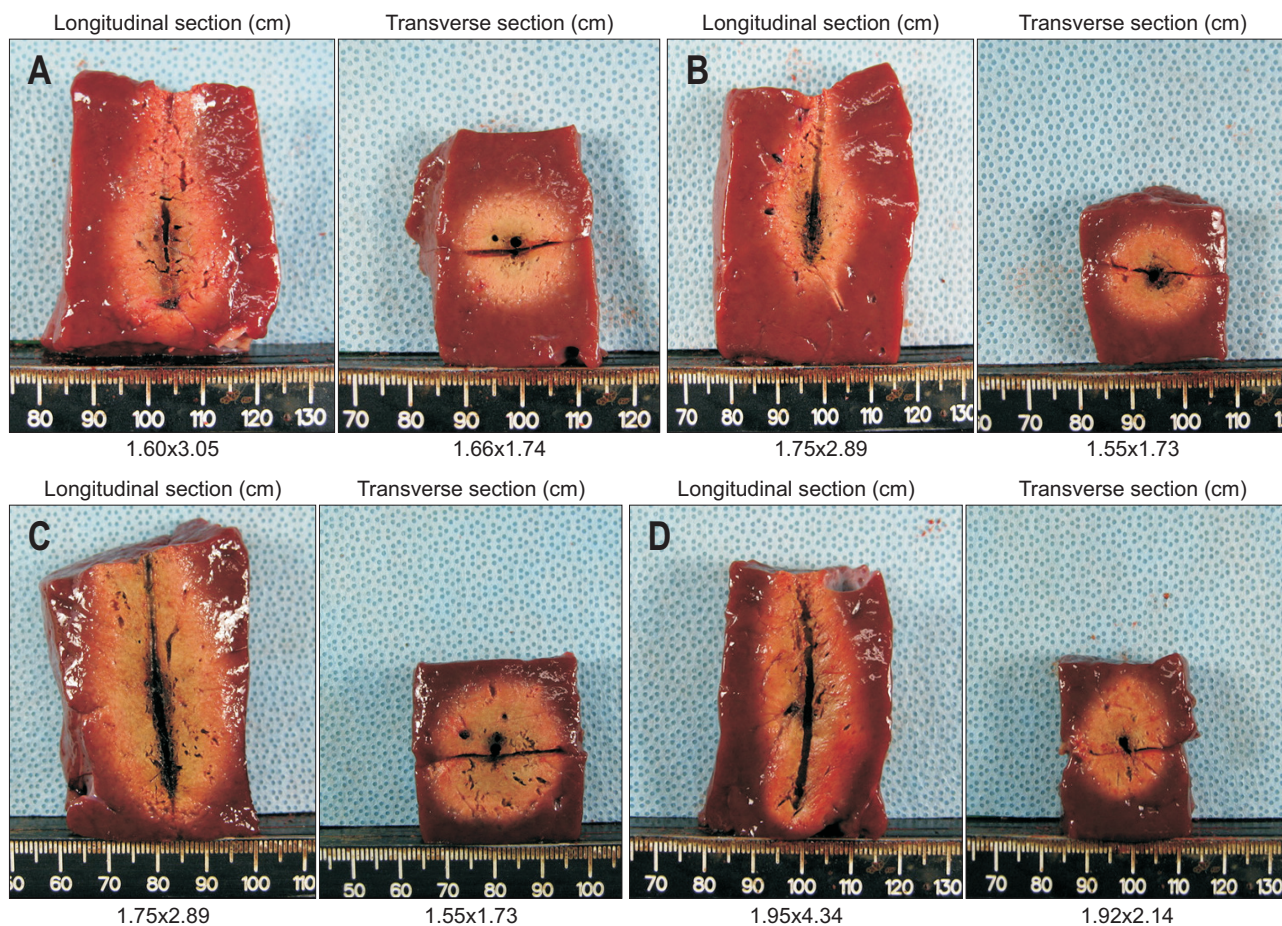 Longitudinal section (cm) Transverse section (cm) Longitudinal section (cm) Transverse section (cm)
A B
80 90 100 110 120 130 70 80 90 100 110 70 80 90 100 110 120 130 80 90 100 110
1.60x3.05 1.66x1.74 1.75x2.89 1.55x1.73
Longitudinal section (cm) Transverse section (cm) Longitudinal section (cm) Transverse section (cm)
C D
60 70 80 90 100 110 50 60 70 80 90 100 70 80 90 100 110 120 80 90 100 110 120 130
1.75x2.89 1.55x1.73 1.95x4.34 1.92x2.14